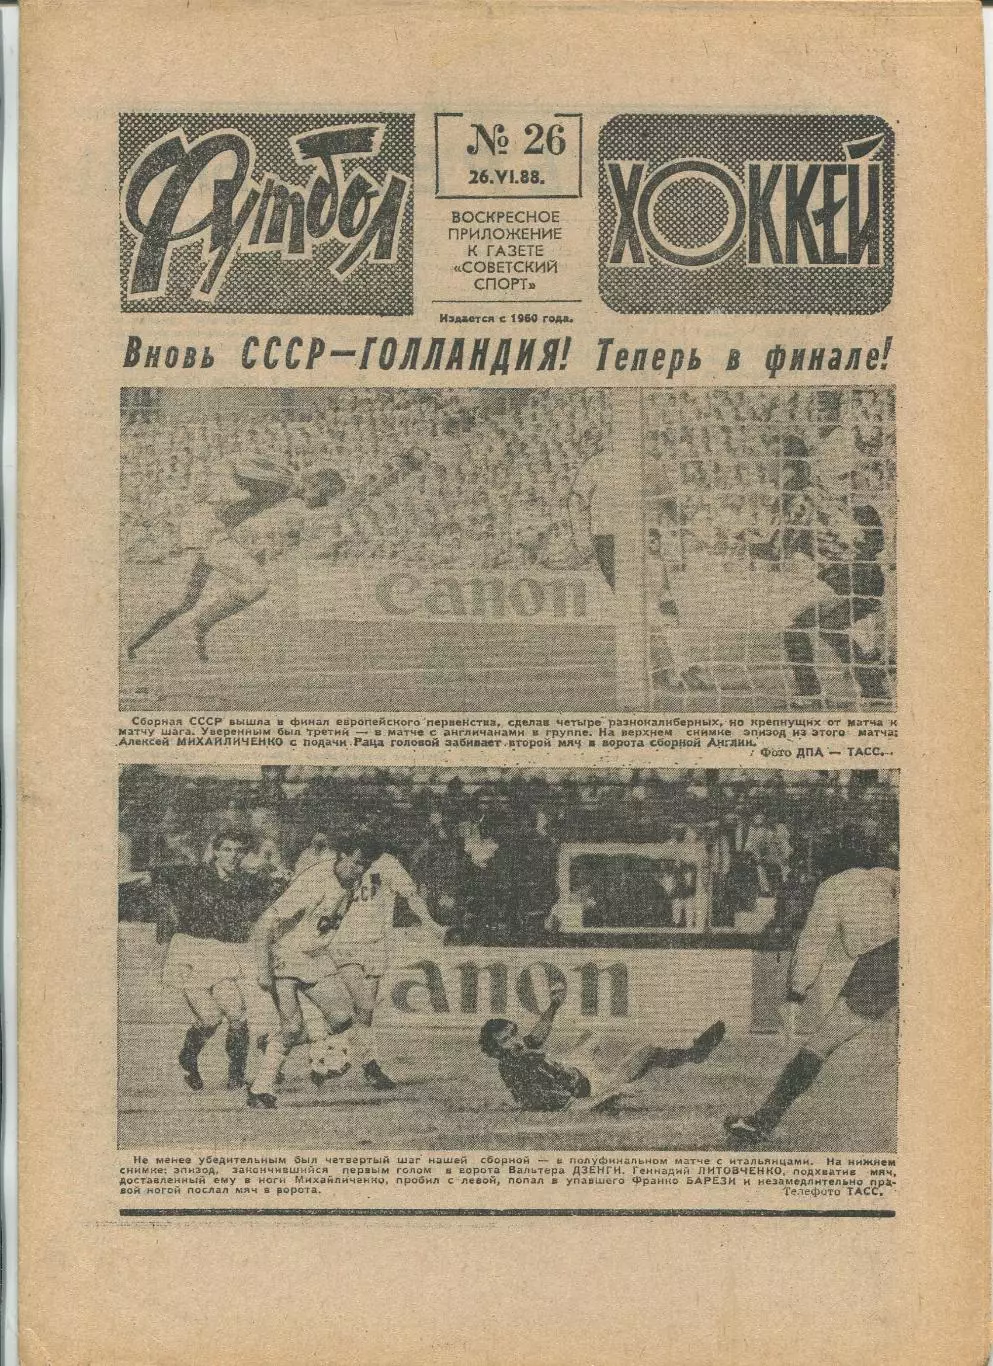 Футбол
№ 26
26.VI.88.
ВОСКРЕСНОЕ
ПРИЛОЖЕНИЕ
К ГАЗЕТЕ
«СОВЕТСКИЙ
СПОРТ»
Издается с 1960 года.
ХОККЕЙ
Вновь СССР—ГОЛЛАНДИЯ! Теперь в финале!
Canon
Сборная СССР вышла в финал европейского первенства, сделав четыре разнокалиберных, но крепнущих от матча к
матчу шага. Уверенным был третий — в матче с англичанами в группе. На верхнем снимке эпизод из этого матча:
Алексей МИХАЙЛИЧЕНКО с подачи Раца головой забивает второй мяч в ворота сборной Англии.
Фото ДПА — ТАСС.
СССР
anon
Не менее убедительным был четвертый шаг нашей сборной — в полуфинальном матче с итальянцами. На нижнем
снимке: эпизод, закончившийся первым голом в ворота Вальтера ДЗЕНГИ. Геннадий ЛИТОВЧЕНКО, подхватив мяч,
доставленный ему в ноги Михайличенко, пробил с левой, попал в упавшего Франко БАРЕЗИ и незамедлительно пра-
вой ногой послал мяч в ворота.
Телефото ТАСС.